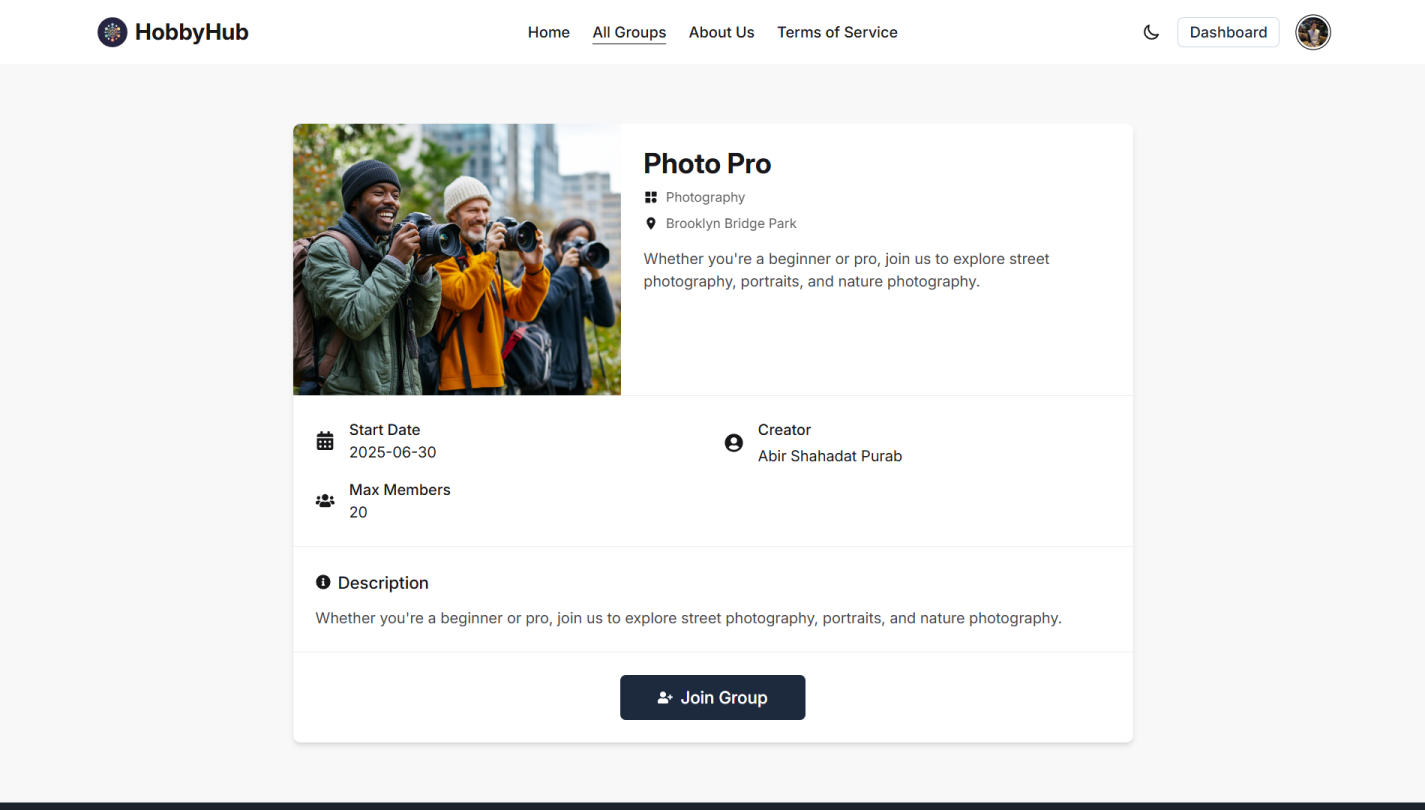 HobbyHub
Home
All Groups
About Us
Terms of Service
Dashboard
Photo Pro
Photography
Brooklyn Bridge Park
Whether you're a beginner or pro, join us to explore street
photography, portraits, and nature photography.
Start Date
2025-06-30
Creator
Abir Shahadat Purab
Max Members
20
Description
Whether you're a beginner or pro, join us to explore street photography, portraits, and nature photography.
Join Group